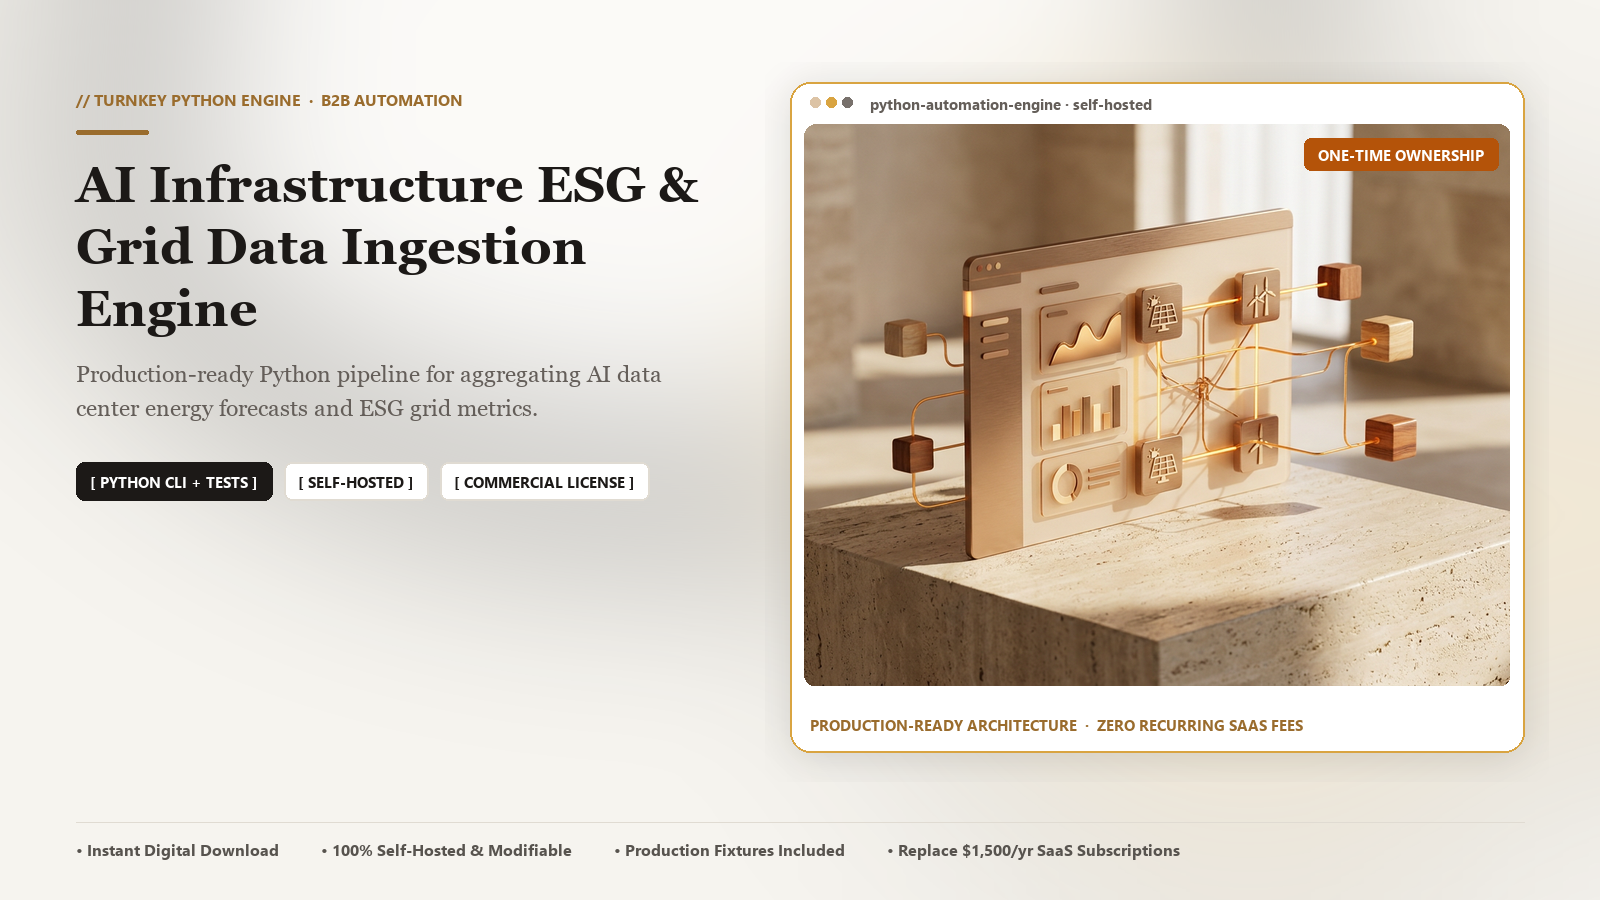 // TURNKEY PYTHON ENGINE · B2B AUTOMATION
AI Infrastructure ESG &
Grid Data Ingestion
Engine
Production-ready Python pipeline for aggregating AI data
center energy forecasts and ESG grid metrics.
[ PYTHON CLI + TESTS ]
[ SELF-HOSTED ]
[ COMMERCIAL LICENSE ]
python-automation-engine · self-hosted
ONE-TIME OWNERSHIP
PRODUCTION-READY ARCHITECTURE · ZERO RECURRING SAAS FEES
• Instant Digital Download
• 100% Self-Hosted & Modifiable
• Production Fixtures Included
• Replace $1,500/yr SaaS Subscriptions